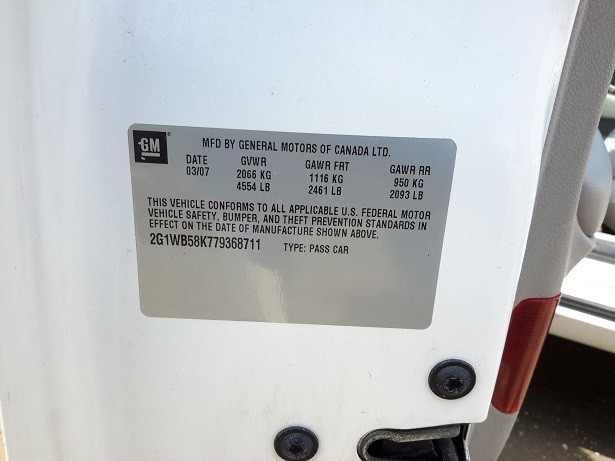 GM
MFD BY GENERAL MOTORS OF CANADA LTD.
DATE GVWR GAWR FRT GAWR RR
03/07 2066 KG 1116 KG 950 KG
4554 LB 2461 LB 2093 LB
THIS VEHICLE CONFORMS TO ALL APPLICABLE U.S. FEDERAL MOTOR
VEHICLE SAFETY, BUMPER, AND THEFT PREVENTION STANDARDS IN
EFFECT ON THE DATE OF MANUFACTURE SHOWN ABOVE.
2G1WB58K779368711 TYPE: PASS CAR